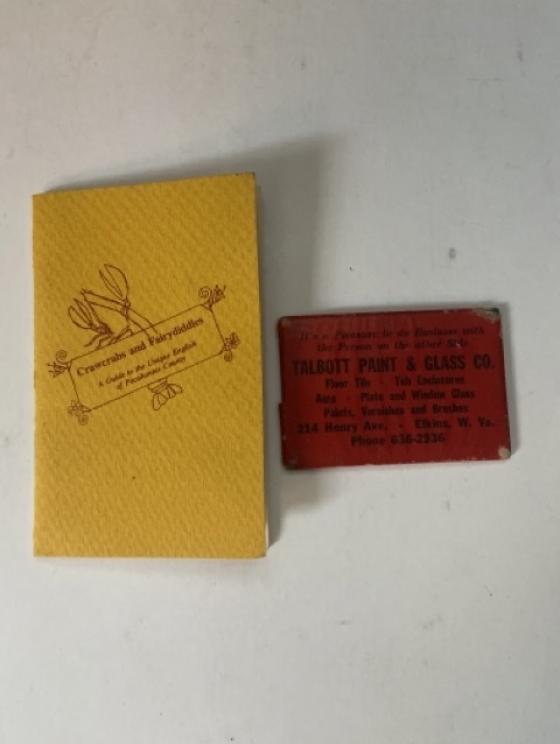 Crawcrabs and Fairydiddles
A Guide to the Unique English
of Pocahontas County
It's a Pleasure to do Business with
the Person on the other Side
TALBOTT PAINT & GLASS CO.
Floor Tile - Tub Enclosures
Auto - Plate and Window Glass
Paints, Varnishes and Brushes
214 Henry Ave. - Elkins, W. Va.
Phone 636-2936